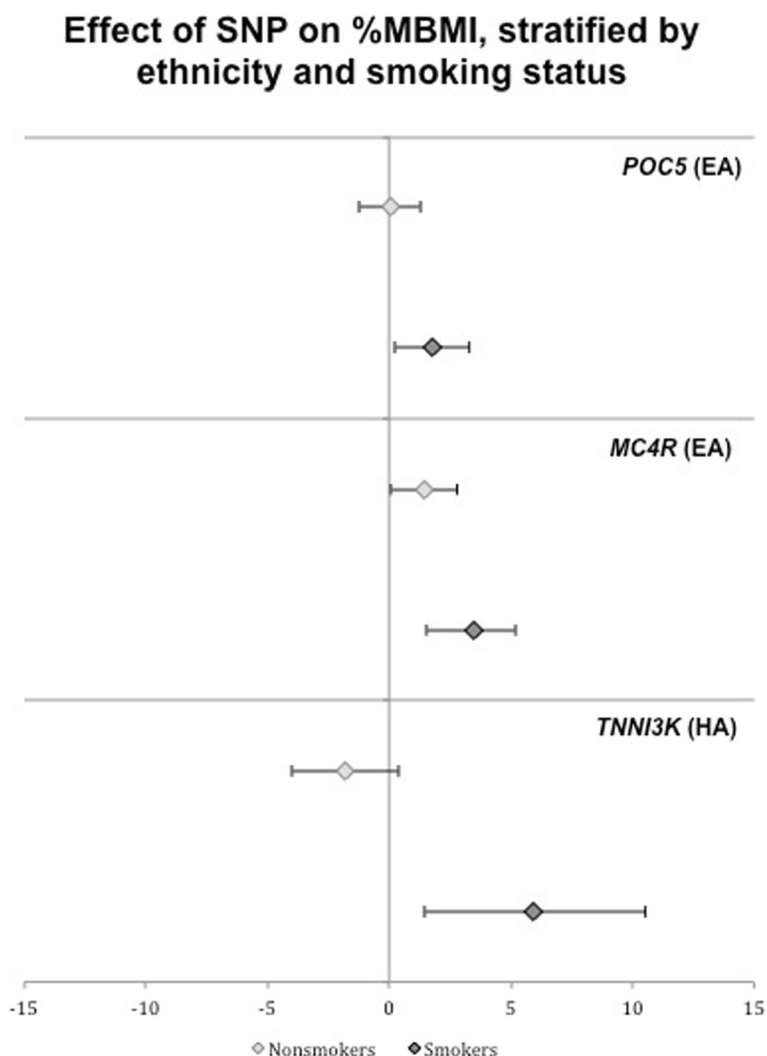 Effect of SNP on %MBMI, stratified by
ethnicity and smoking status
POC5 (EA)
MC4R (EA)
TNNI3K (HA)
-15 -10 -5 0 5 10 15
Nonsmokers Smokers